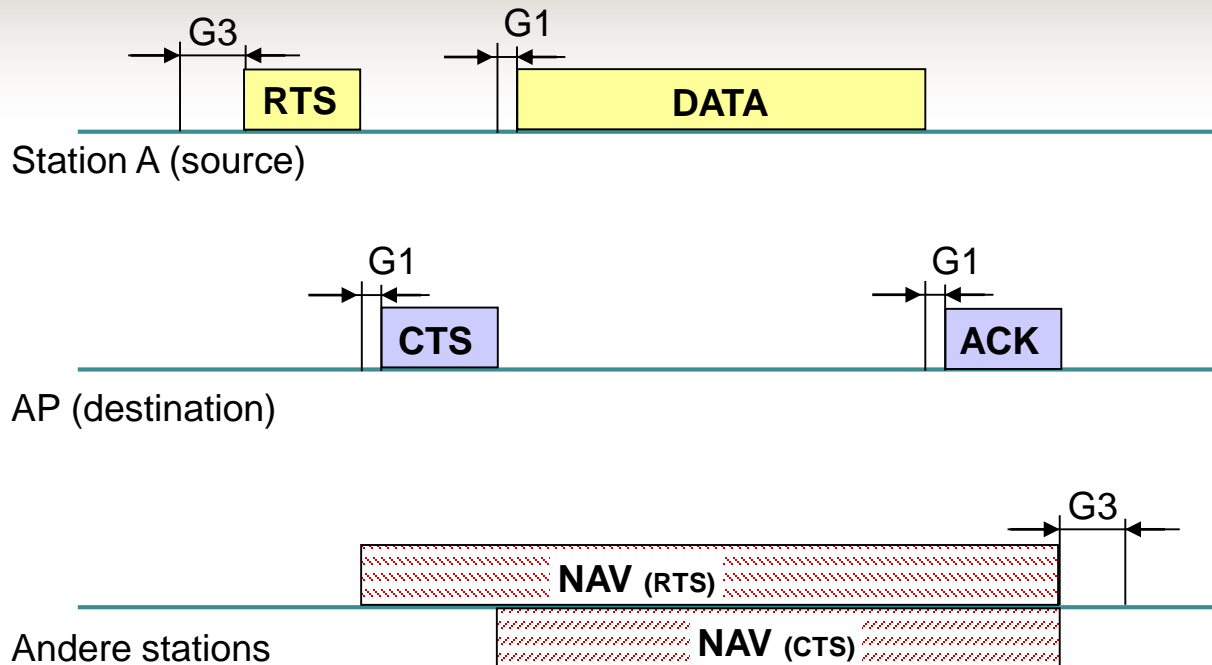 G3
G1
RTS
DATA
Station A (source)
G1
G1
CTS
ACK
AP (destination)
G3
NAV (RTS)
Andere stations
NAV (CTS)